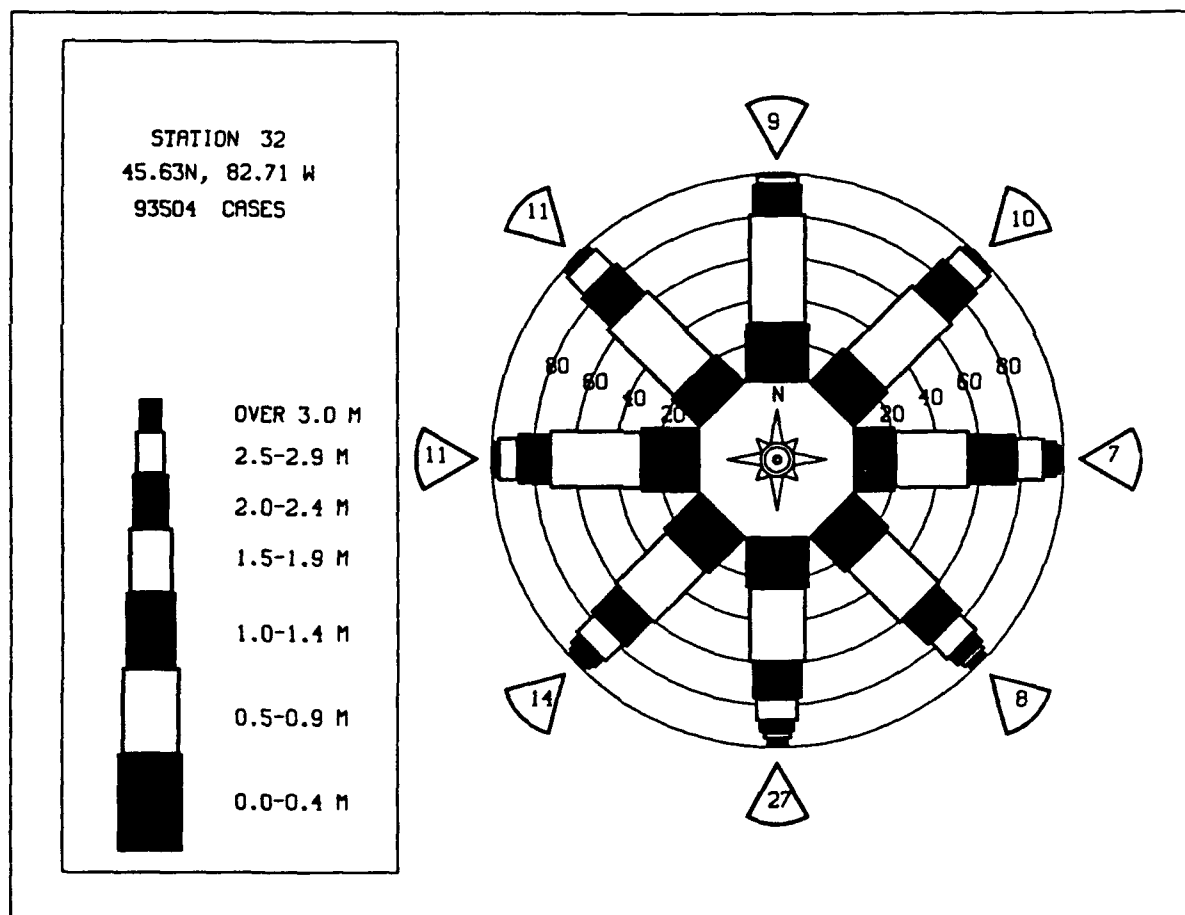 STATION 32
45.63N, 82.71 W
93504 CASES
OVER 3.0 M
2.5-2.9 M
2.0-2.4 M
1.5-1.9 M
1.0-1.4 M
0.5-0.9 M
0.0-0.4 M
9
11
10
80
60
40
20
N
20
40
60
80
11
7
14
8
27